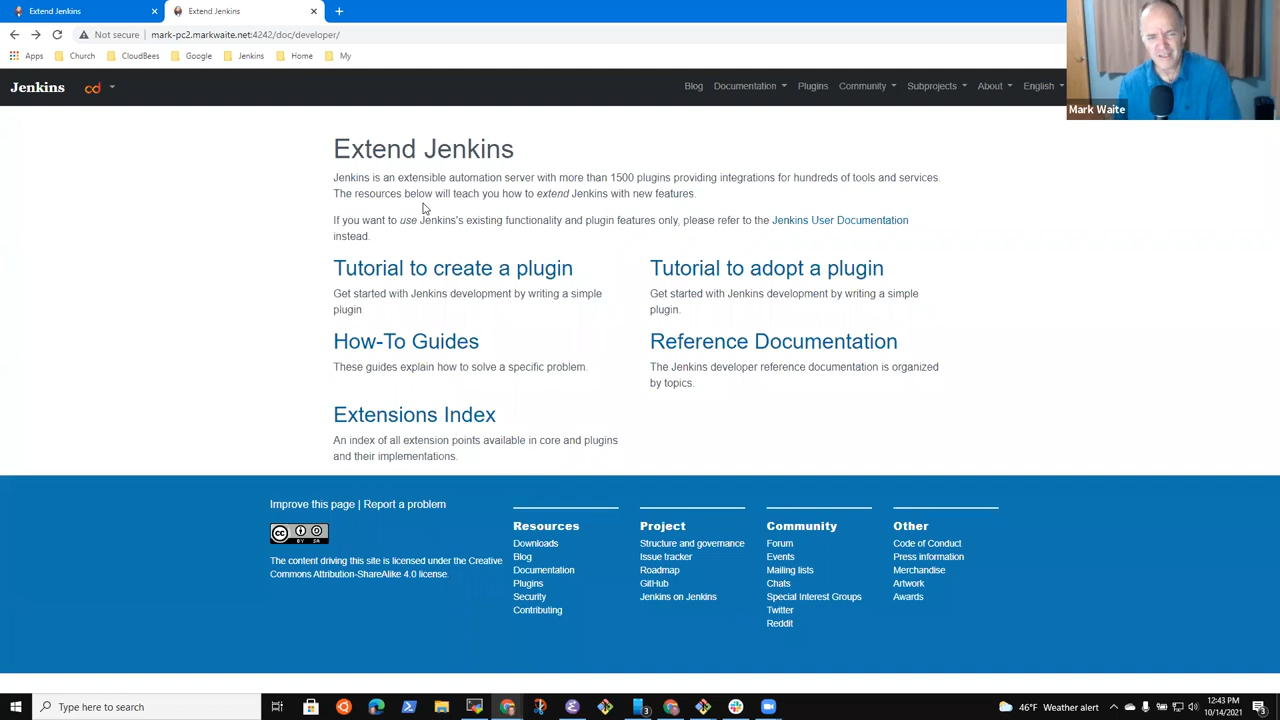 Extend Jenkins
Extend Jenkins
Not secure | mark-pc2.markwaite.net:4242/doc/developer/
Apps Church CloudBees Google Jenkins Home My
Jenkins cd Blog Documentation Plugins Community Subprojects About English
Mark Waite
Extend Jenkins
Jenkins is an extensible automation server with more than 1500 plugins providing integrations for hundreds of tools and services.
The resources below will teach you how to extend Jenkins with new features.
If you want to use Jenkins's existing functionality and plugin features only, please refer to the Jenkins User Documentation
instead.
Tutorial to create a plugin
Get started with Jenkins development by writing a simple
plugin
Tutorial to adopt a plugin
Get started with Jenkins development by writing a simple
plugin.
How-To Guides
These guides explain how to solve a specific problem.
Reference Documentation
The Jenkins developer reference documentation is organized
by topics.
Extensions Index
An index of all extension points available in core and plugins
and their implementations.
Improve this page | Report a problem
CC BY SA
The content driving this site is licensed under the Creative
Commons Attribution-ShareAlike 4.0 license.
Resources
Downloads
Blog
Documentation
Plugins
Security
Contributing
Project
Structure and governance
Issue tracker
Roadmap
GitHub
Jenkins on Jenkins
Community
Forum
Events
Mailing lists
Chats
Special Interest Groups
Twitter
Reddit
Other
Code of Conduct
Press information
Merchandise
Artwork
Awards
Type here to search
3
46°F Weather alert
12:43 PM
10/14/2021
3